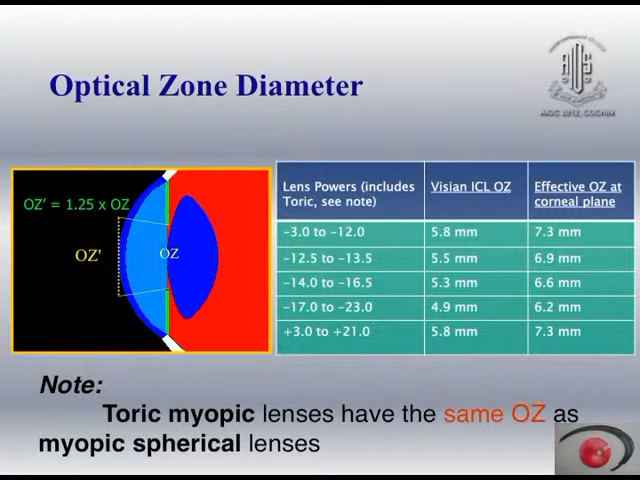 Optical Zone Diameter
AIOS
AIOC 2012, COCHIN
OZ' = 1.25 x OZ
OZ'
OZ
Lens Powers (includes Toric, see note)
Visian ICL OZ
Effective OZ at corneal plane
–3.0 to –12.0
5.8 mm
7.3 mm
–12.5 to –13.5
5.5 mm
6.9 mm
–14.0 to –16.5
5.3 mm
6.6 mm
–17.0 to –23.0
4.9 mm
6.2 mm
+3.0 to +21.0
5.8 mm
7.3 mm
Note:
Toric myopic lenses have the same OZ as
myopic spherical lenses